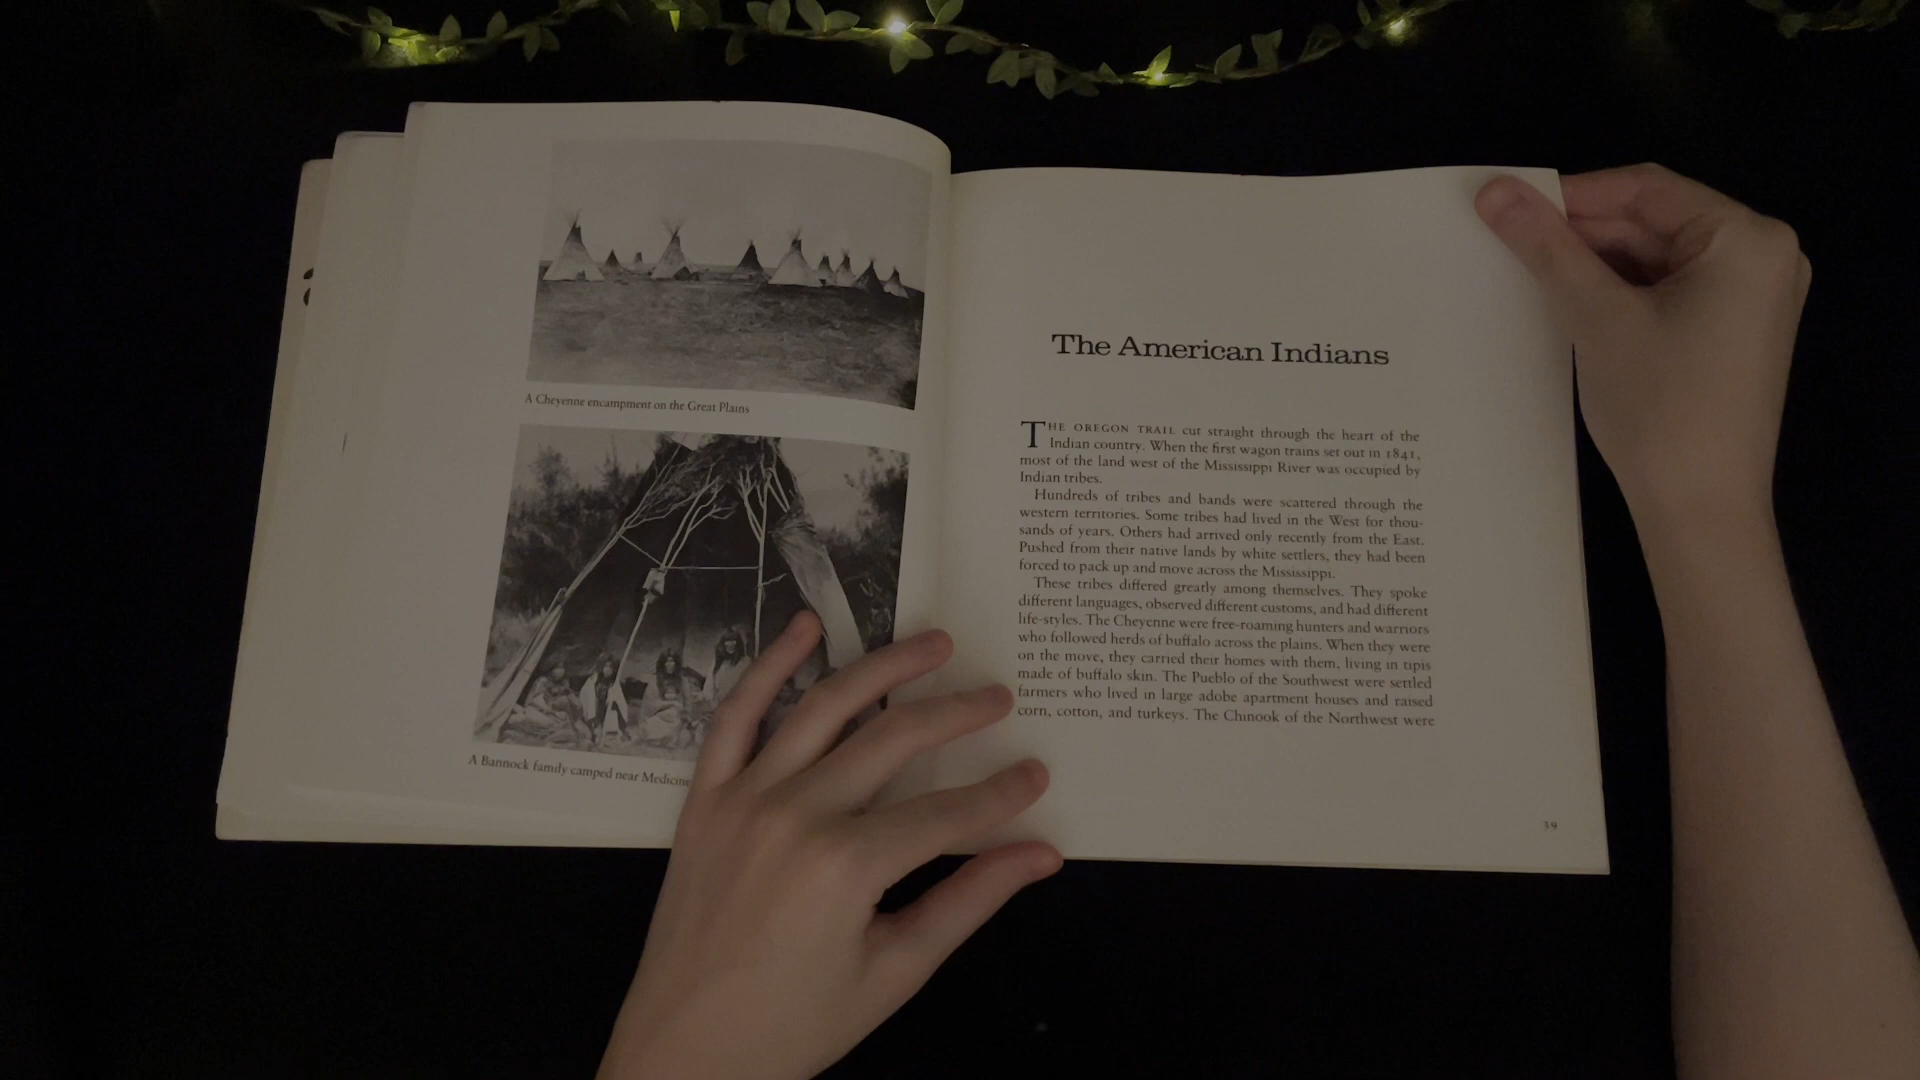 A Cheyenne encampment on the Great Plains
A Bannock family camped near Medicine
The American Indians
THE OREGON TRAIL cut straight through the heart of the
Indian country. When the first wagon trains set out in 1841,
most of the land west of the Mississippi River was occupied by
Indian tribes.
Hundreds of tribes and bands were scattered through the
western territories. Some tribes had lived in the West for thou-
sands of years. Others had arrived only recently from the East.
Pushed from their native lands by white settlers, they had been
forced to pack up and move across the Mississippi.
These tribes differed greatly among themselves. They spoke
different languages, observed different customs, and had different
life-styles. The Cheyenne were free-roaming hunters and warriors
who followed herds of buffalo across the plains. When they were
on the move, they carried their homes with them, living in tipis
made of buffalo skin. The Pueblo of the Southwest were settled
farmers who lived in large adobe apartment houses and raised
corn, cotton, and turkeys. The Chinook of the Northwest were
39